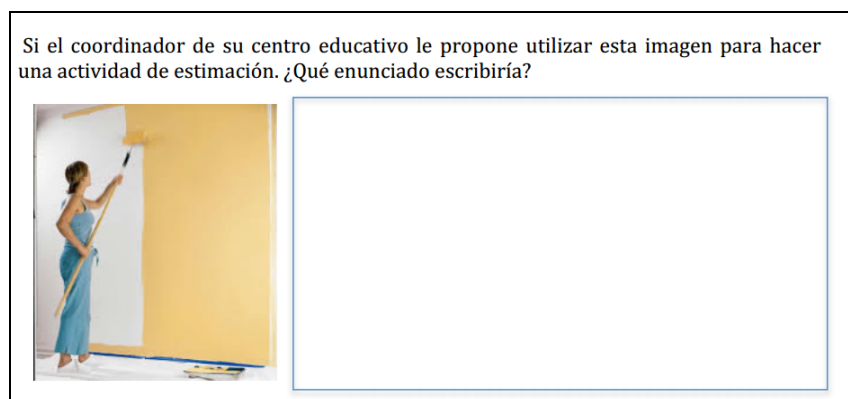 Si el coordinador de su centro educativo le propone utilizar esta imagen para hacer
una actividad de estimación. ¿Qué enunciado escribiría?